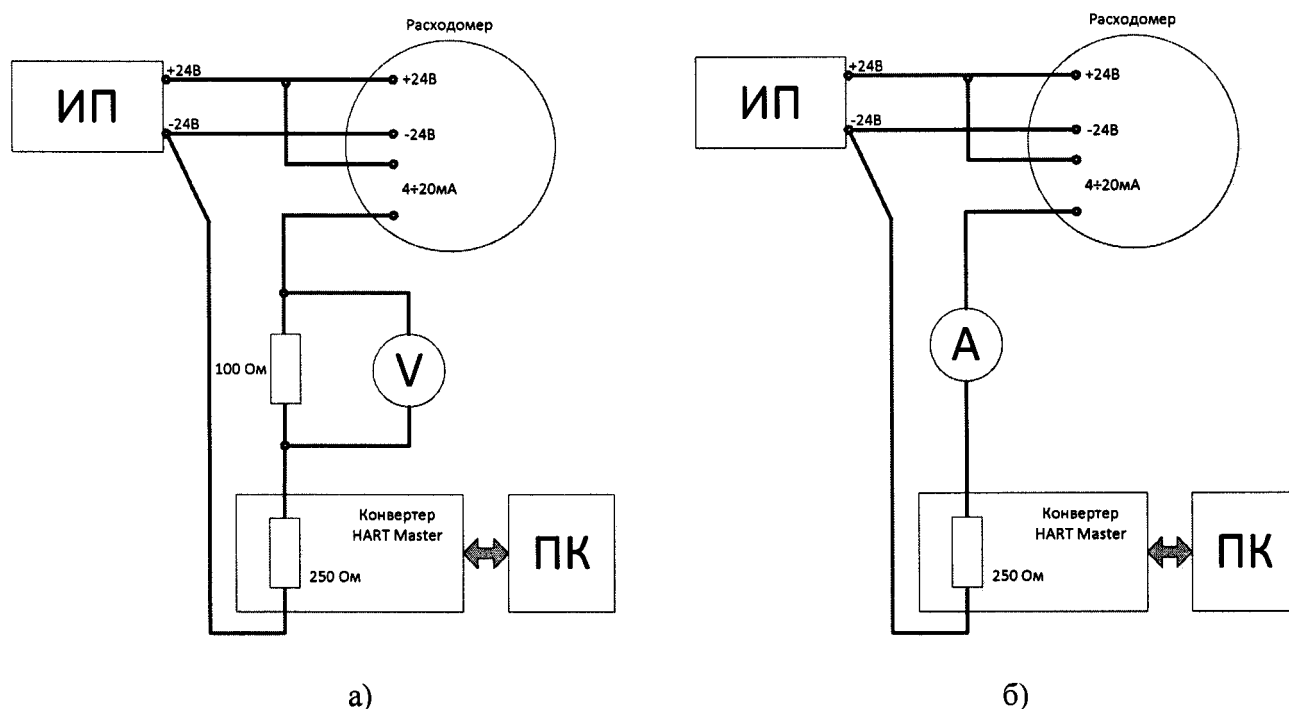 Расходомер
+24В
ИП
+24В
-24В
-24В
4÷20мА
100 Ом
V
Конвертер
HART Master
250 Ом
ПК
а)
Расходомер
+24В
ИП
+24В
-24В
-24В
4÷20мА
А
Конвертер
HART Master
250 Ом
ПК
б)